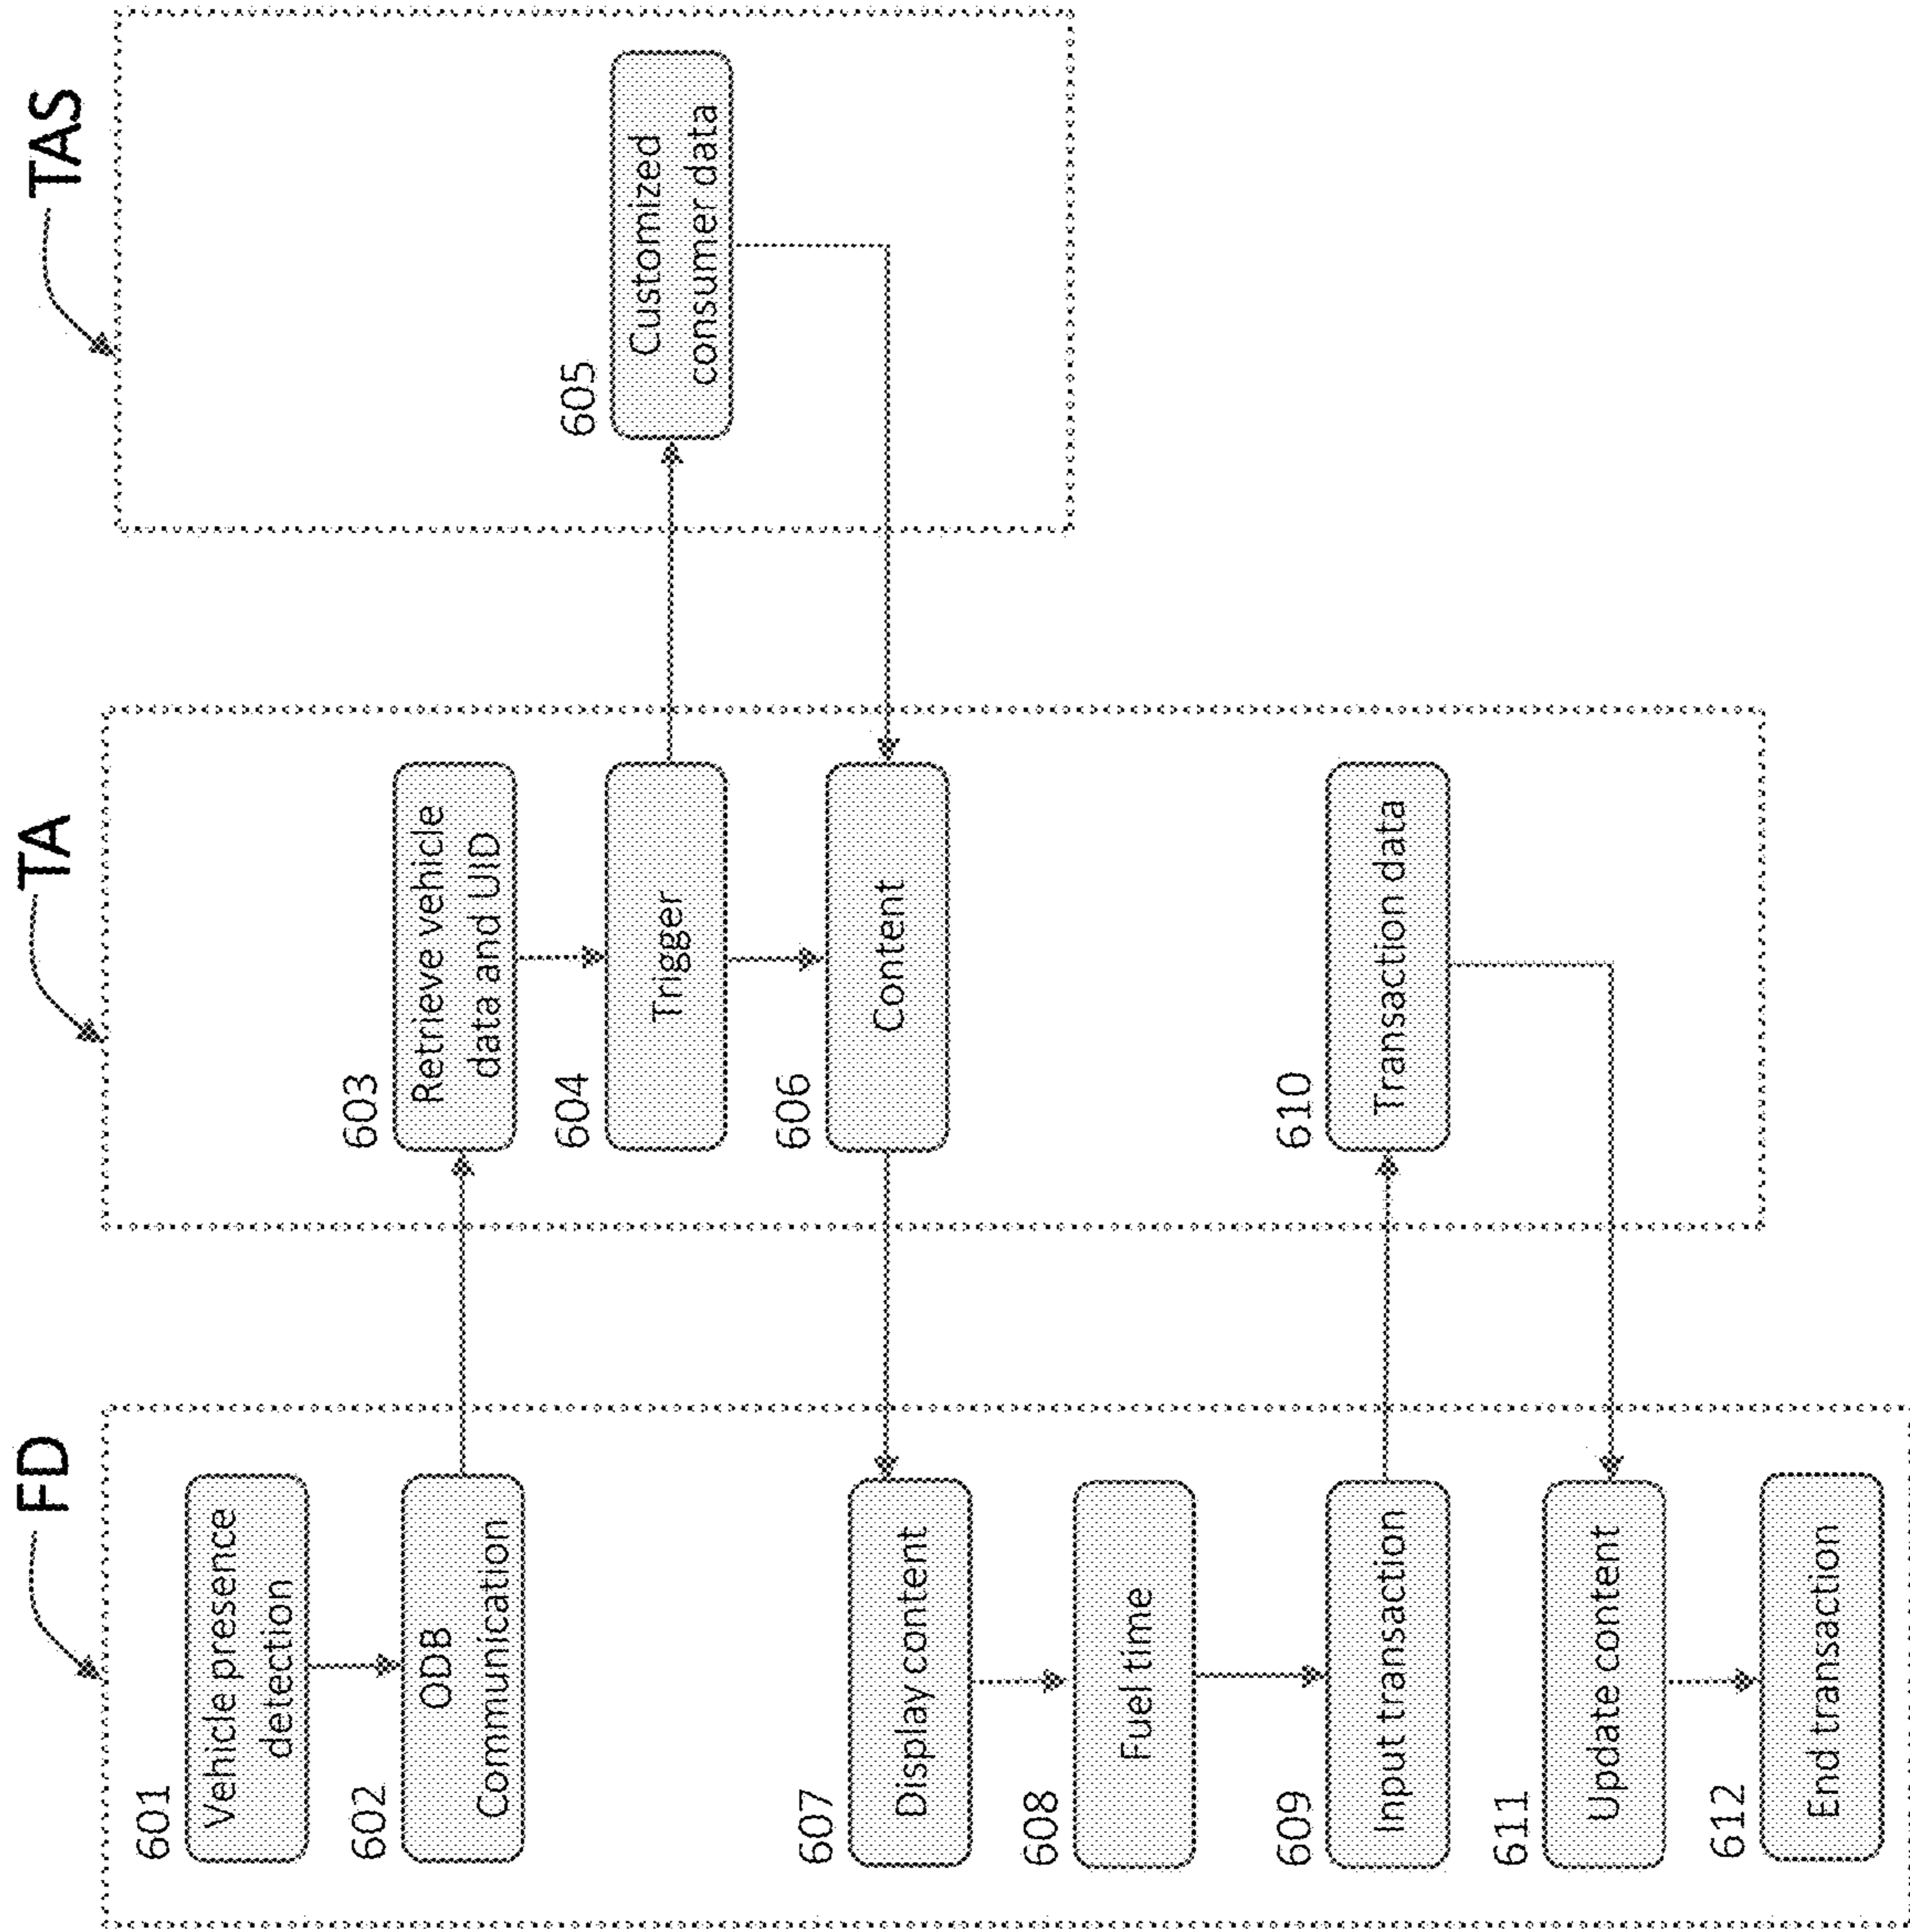 FD
TA
TAS
601
Vehicle presence
detection
602
ODB
Communication
603
Retrieve vehicle
data and UID
604
Trigger
605
Customized
consumer data
606
Content
607
Display content
608
Fuel time
609
Input transaction
610
Transaction data
611
Update content
612
End transaction